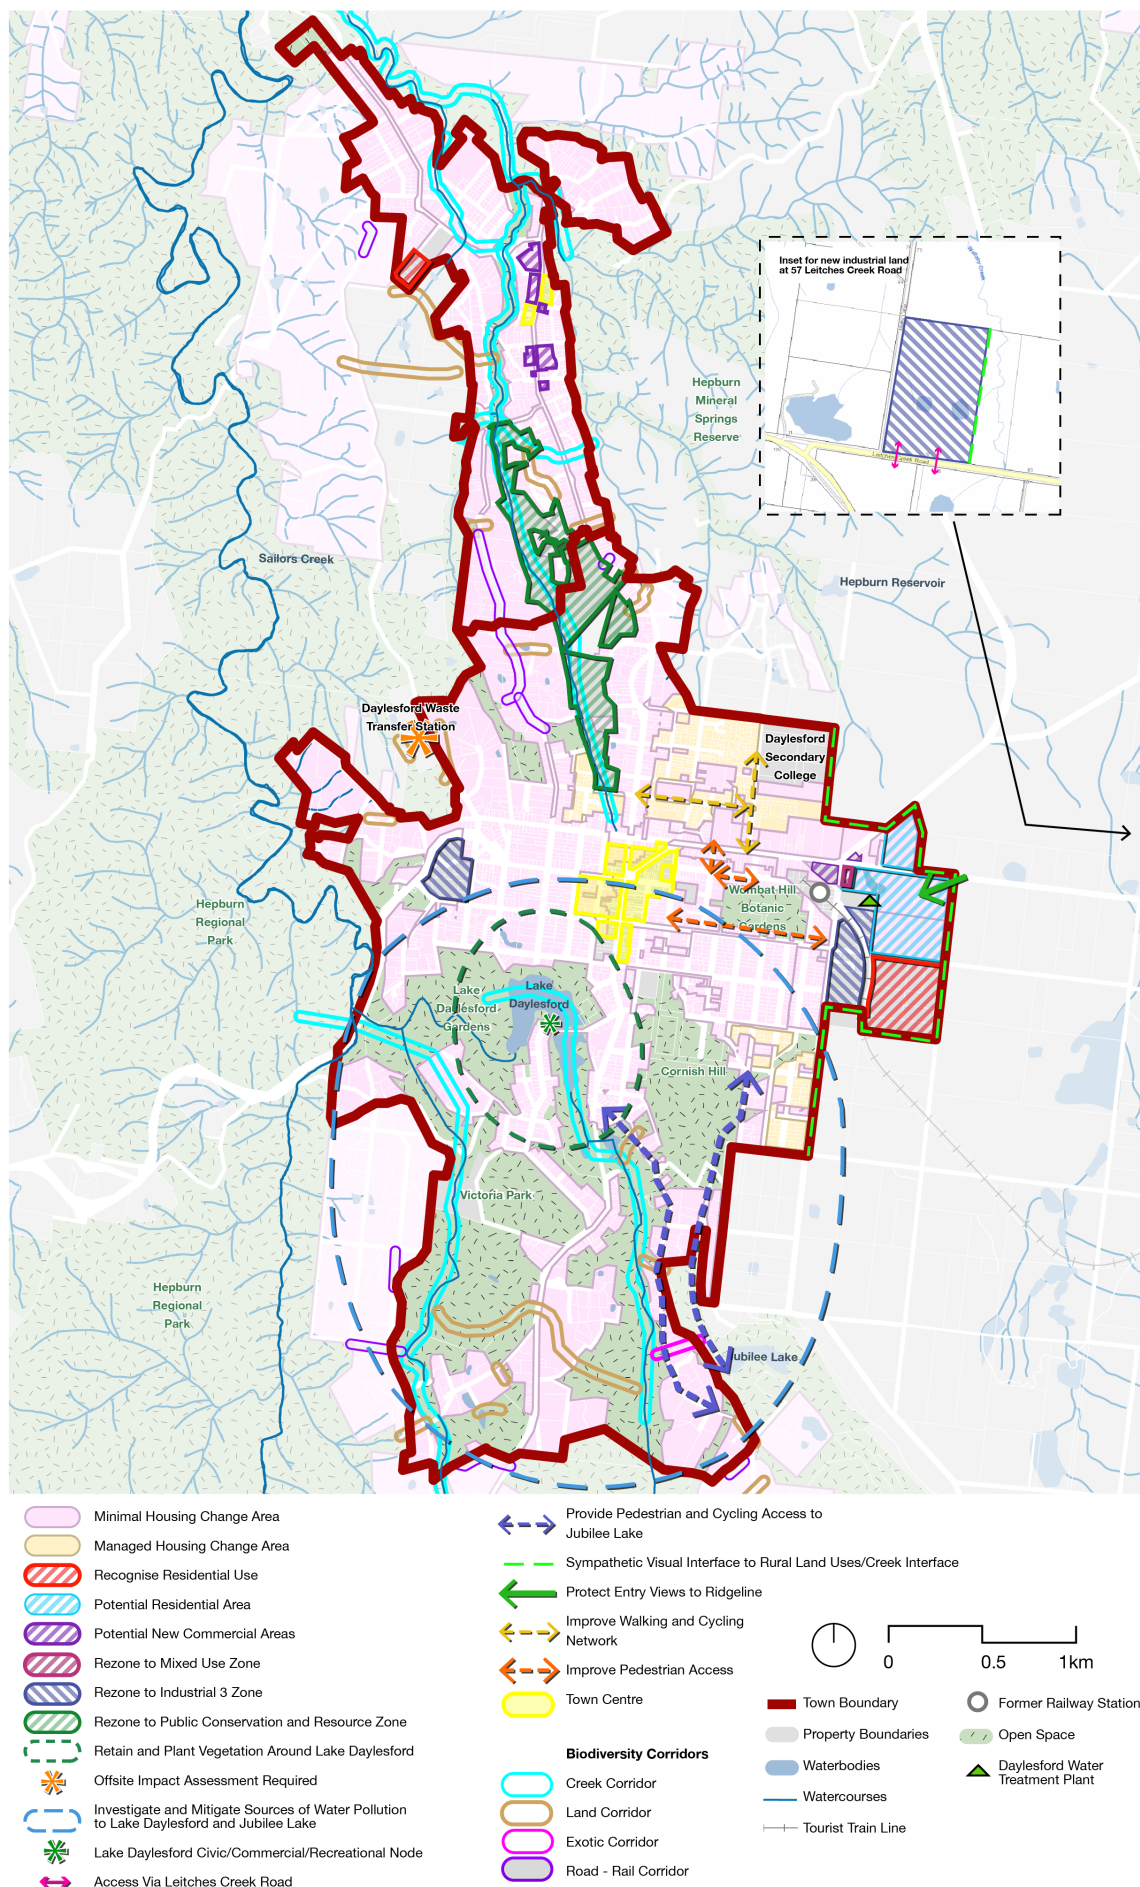 Inset for new industrial land
at 57 Leitches Creek Road
Leitches Creek Road
Hepburn
Mineral
Springs
Reserve
Sailors Creek
Hepburn Reservoir
Daylesford Waste
Transfer Station
Daylesford
Secondary
College
Wombat Hill
Botanic
Gardens
Hepburn
Regional
Park
Lake
Daylesford
Gardens
Lake
Daylesford
Cornish Hill
Victoria Park
Hepburn
Regional
Park
Jubilee Lake
Minimal Housing Change Area
Managed Housing Change Area
Recognise Residential Use
Potential Residential Area
Potential New Commercial Areas
Rezone to Mixed Use Zone
Rezone to Industrial 3 Zone
Rezone to Public Conservation and Resource Zone
Retain and Plant Vegetation Around Lake Daylesford
Offsite Impact Assessment Required
Investigate and Mitigate Sources of Water Pollution
to Lake Daylesford and Jubilee Lake
Lake Daylesford Civic/Commercial/Recreational Node
Access Via Leitches Creek Road
Provide Pedestrian and Cycling Access to
Jubilee Lake
Sympathetic Visual Interface to Rural Land Uses/Creek Interface
Protect Entry Views to Ridgeline
Improve Walking and Cycling
Network
Improve Pedestrian Access
Town Centre
Biodiversity Corridors
Creek Corridor
Land Corridor
Exotic Corridor
Road - Rail Corridor
0 0.5 1km
Town Boundary
Property Boundaries
Waterbodies
Watercourses
Tourist Train Line
Former Railway Station
Open Space
Daylesford Water
Treatment Plant